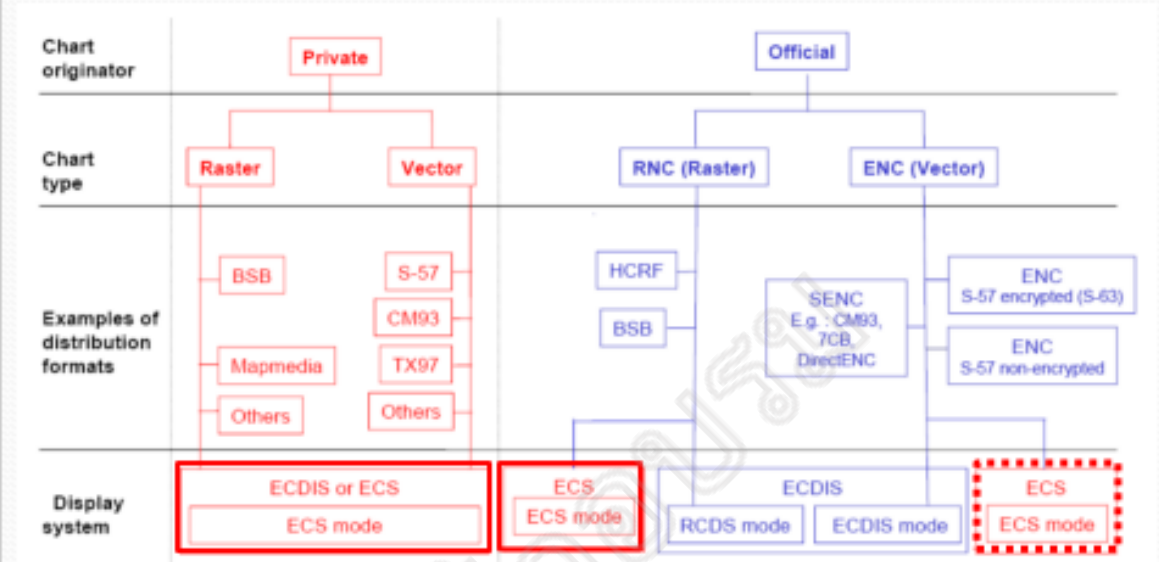 Chart
originator
Private
Official
Chart
type
Raster
Vector
RNC (Raster)
ENC (Vector)
Examples of
distribution
formats
BSB
Mapmedia
Others
S-57
CM93
TX97
Others
HCRF
BSB
SENC
E.g. : CM93,
7CB,
DirectENC
ENC
S-57 encrypted (S-63)
ENC
S-57 non-encrypted
Display
system
ECDIS or ECS
ECS mode
ECS
ECS mode
ECDIS
RCDS mode
ECDIS mode
ECS
ECS mode